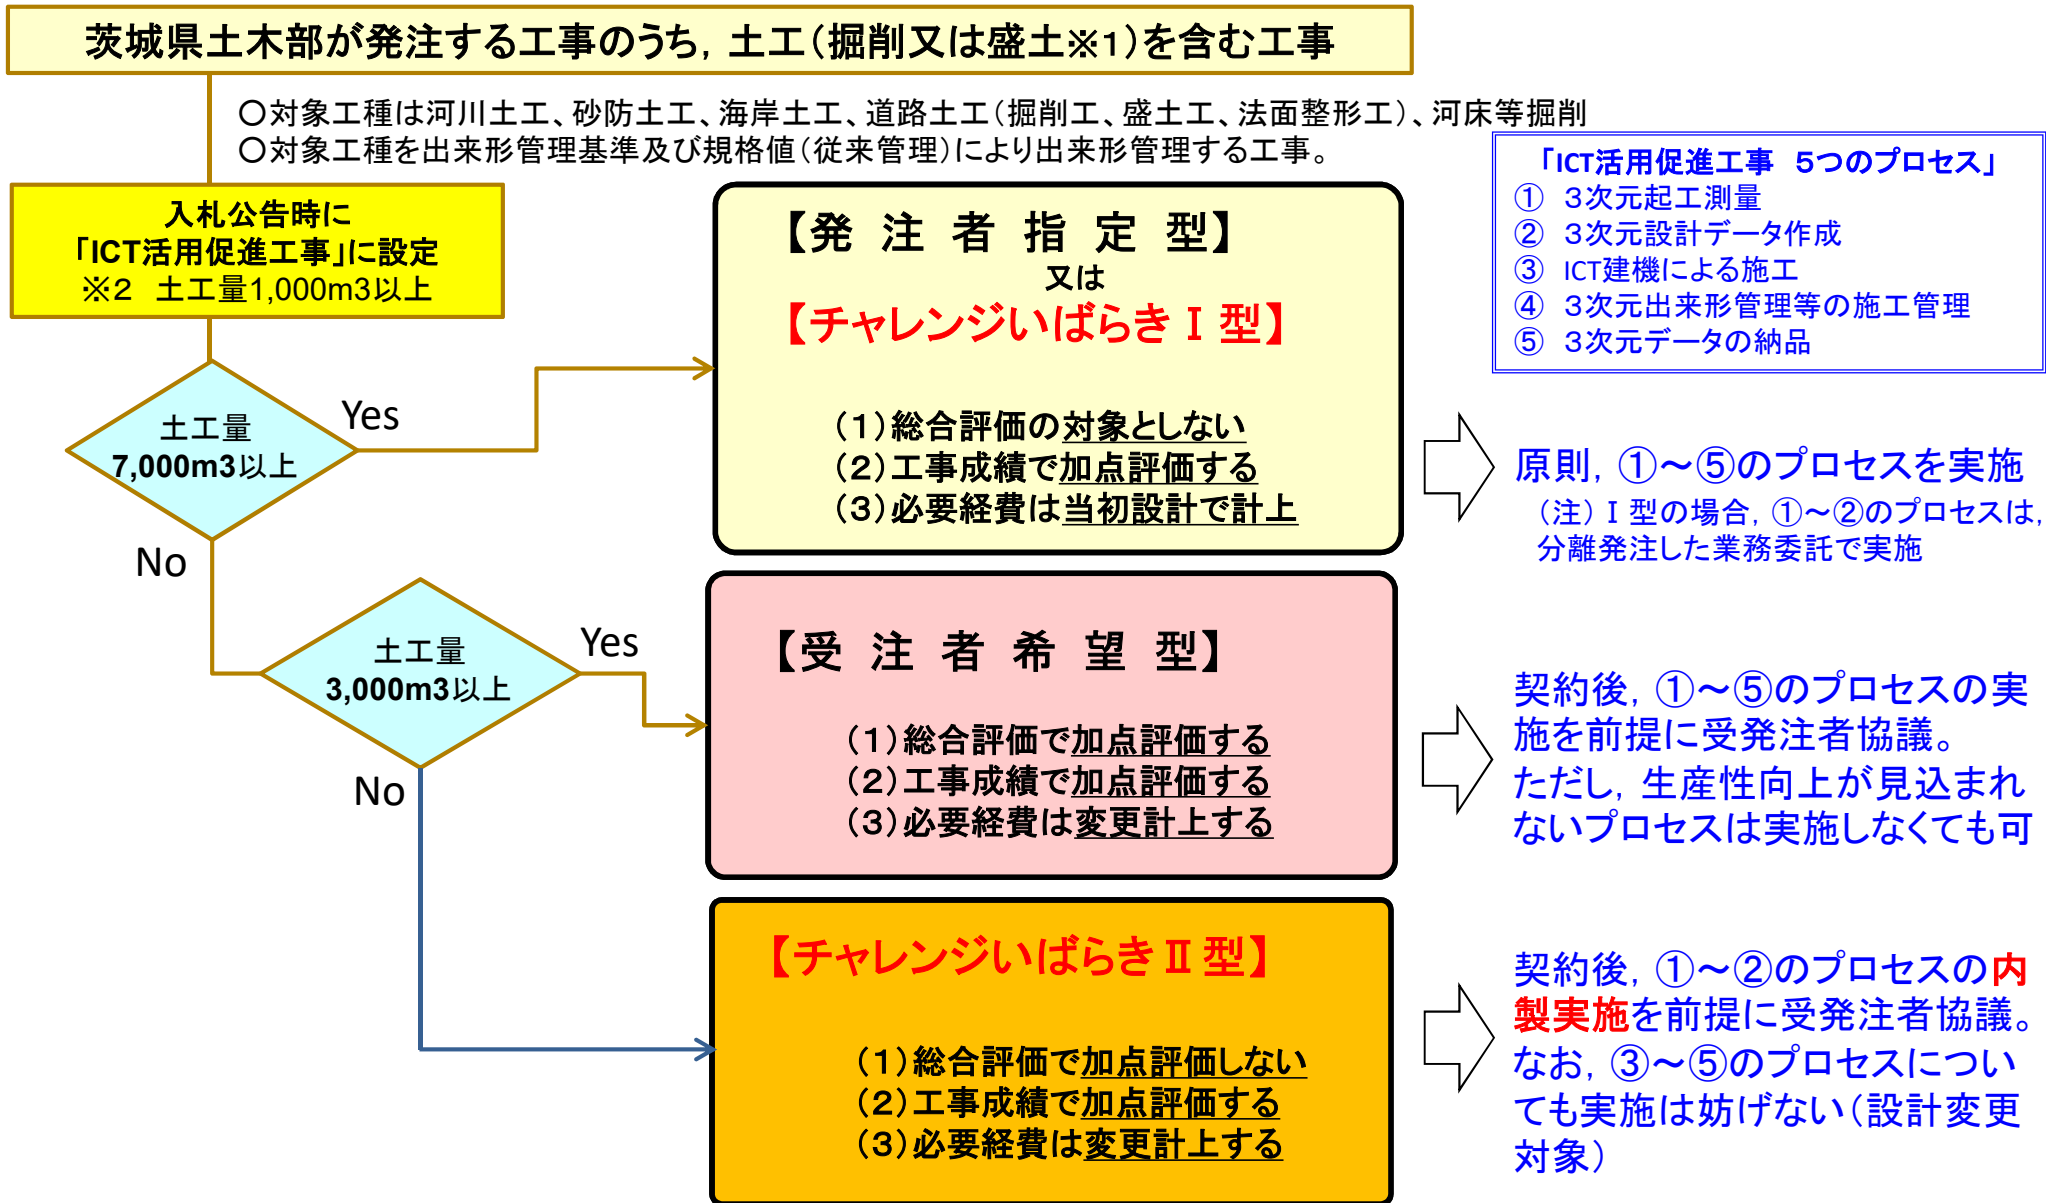 茨城県土木部が発注する工事のうち，土工（掘削又は盛土※1）を含む工事
〇対象工種は河川土工、砂防土工、海岸土工、道路土工（掘削工、盛土工、法面整形工）、河床等掘削
〇対象工種を出来形管理基準及び規格値（従来管理）により出来形管理する工事。
入札公告時に
「ICT活用促進工事」に設定
※2　土工量1,000m3以上
土工量
7,000m3以上
Yes
No
土工量
3,000m3以上
Yes
No
【発 注 者 指 定 型】
又は
【チャレンジいばらきⅠ型】
（1）総合評価の対象としない
（2）工事成績で加点評価する
（3）必要経費は当初設計で計上
【受 注 者 希 望 型】
（1）総合評価で加点評価する
（2）工事成績で加点評価する
（3）必要経費は変更計上する
【チャレンジいばらきⅡ型】
（1）総合評価で加点評価しない
（2）工事成績で加点評価する
（3）必要経費は変更計上する
「ICT活用促進工事　5つのプロセス」
①　3次元起工測量
②　3次元設計データ作成
③　ICT建機による施工
④　3次元出来形管理等の施工管理
⑤　3次元データの納品
原則，①～⑤のプロセスを実施
（注）Ⅰ型の場合，①～②のプロセスは，
分離発注した業務委託で実施
契約後，①～⑤のプロセスの実
施を前提に受発注者協議。
ただし，生産性向上が見込まれ
ないプロセスは実施しなくても可
契約後，①～②のプロセスの内
製実施を前提に受発注者協議。
なお，③～⑤のプロセスについ
ても実施は妨げない（設計変更
対象）